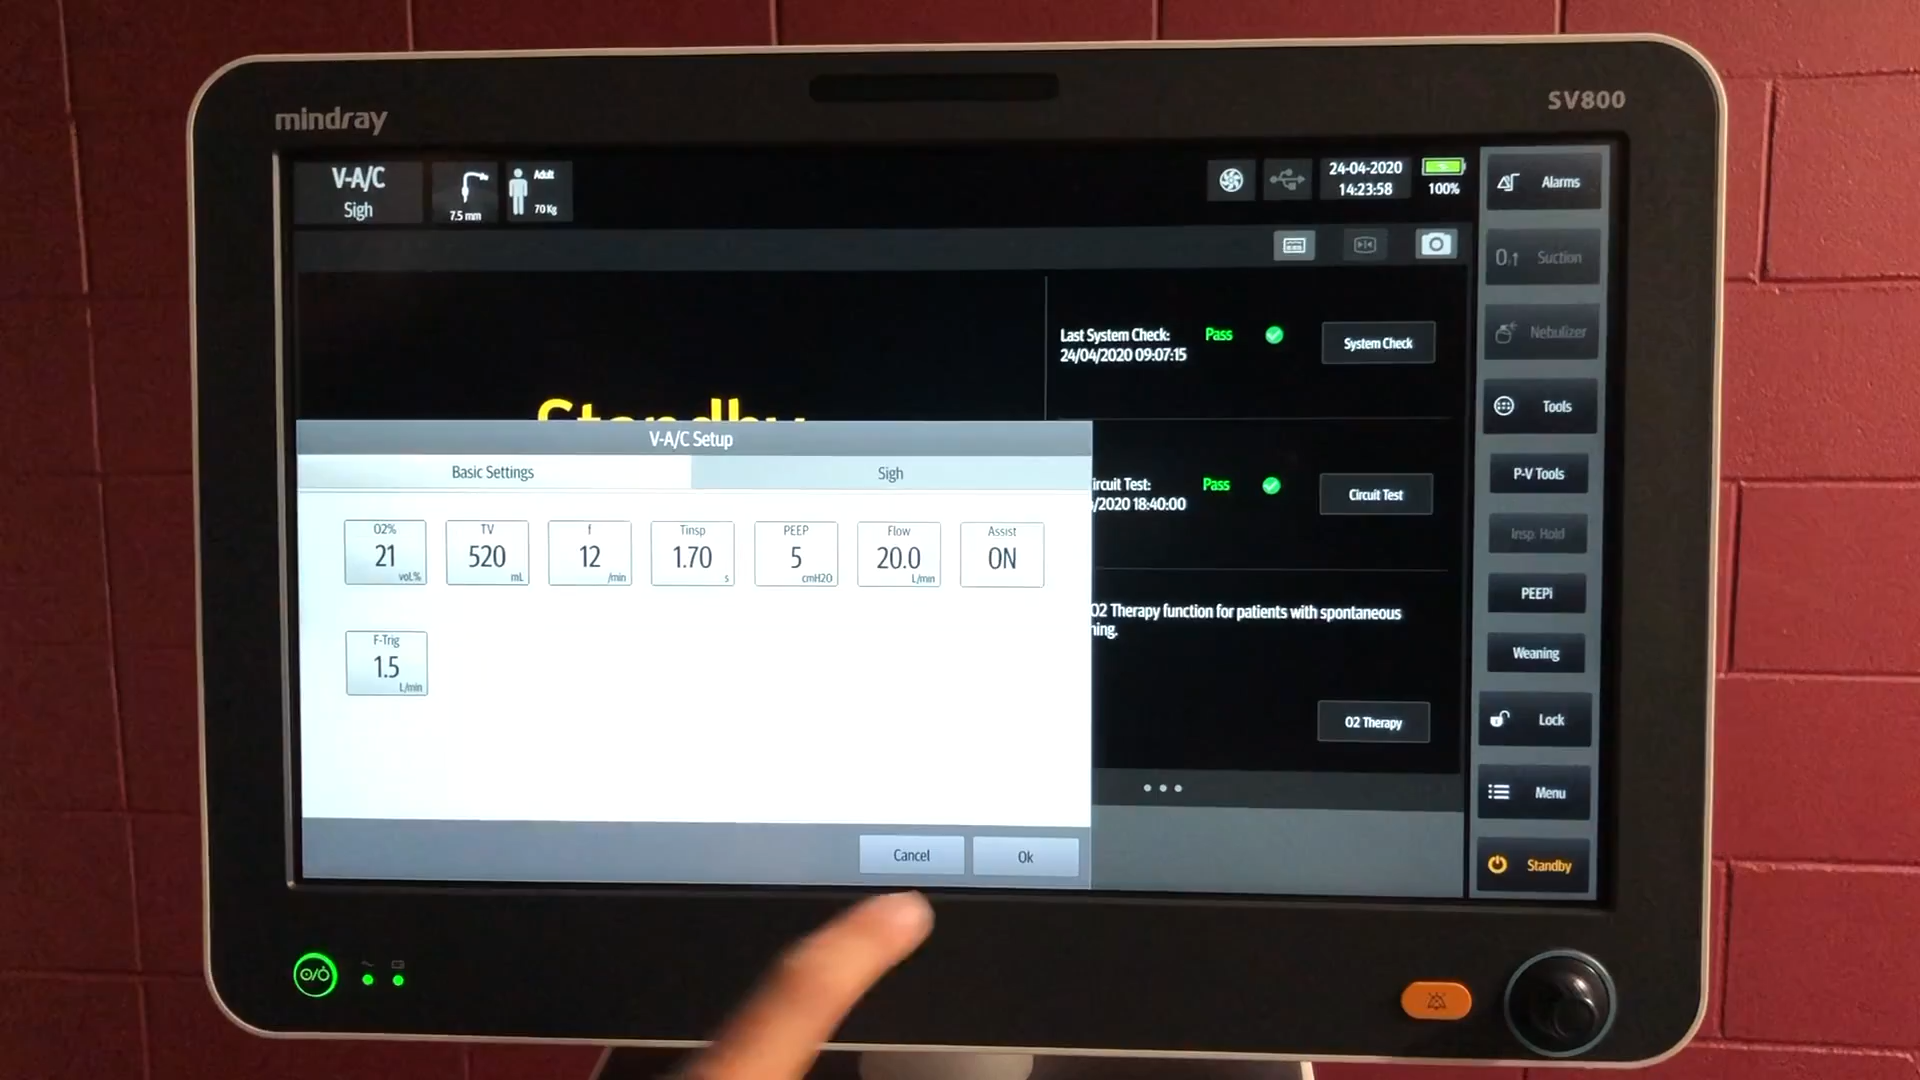 mindray
SV800
V-A/C
Sigh
7.5 mm
Adult
70 Kg
24-04-2020
14:23:58
100%
Alarms
Suction
Nebulizer
Tools
P-V Tools
Insp. Hold
PEEPi
Weaning
Lock
Menu
Standby
Last System Check:
24/04/2020 09:07:15
Pass
System Check
Standby
ircuit Test:
/2020 18:40:00
Pass
Circuit Test
O2 Therapy function for patients with spontaneous
hing.
O2 Therapy
V-A/C Setup
Basic Settings
Sigh
O2%
21
vol.%
TV
520
mL
f
12
/min
Tinsp
1.70
s
PEEP
5
cmH2O
Flow
20.0
L/min
Assist
ON
F-Trig
1.5
L/min
Cancel
Ok